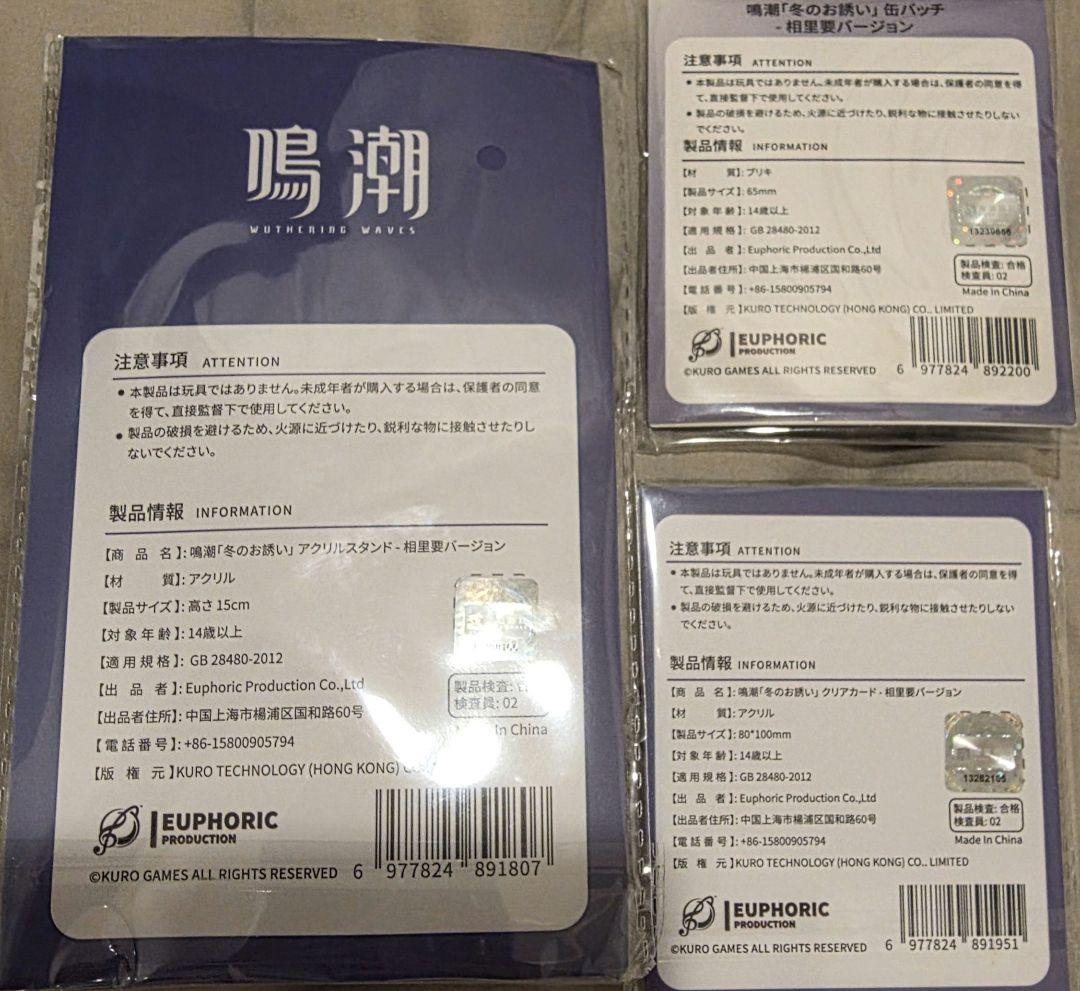 鳴潮
WUTHERING WAVES
注意事項 ATTENTION
● 本製品は玩具ではありません。未成年者が購入する場合は、保護者の同意
を得て、直接監督下で使用してください。
● 製品の破損を避けるため、火源に近づけたり、鋭利な物に接触させたりし
ないでください。
製品情報 INFORMATION
【商 品 名】: 鳴潮「冬のお誘い」 アクリルスタンド - 相里要バージョン
【材 質】: アクリル
【製品サイズ】: 高さ 15cm
【対 象 年 齢】: 14歳以上
【適 用 規 格】: GB 28480-2012
【出 品 者】: Euphoric Production Co.,Ltd
【出品者住所】: 中国上海市楊浦区国和路60号
【電 話 番 号】: +86-15800905794
【版 権 元】KURO TECHNOLOGY (HONG KONG)
製品検査:
検査員: 02
In China
EUPHORIC
PRODUCTION
©KURO GAMES ALL RIGHTS RESERVED
6 977824 891807
鳴潮「冬のお誘い」 缶バッチ
- 相里要バージョン
注意事項 ATTENTION
● 本製品は玩具ではありません。未成年者が購入する場合は、保護者の同意を得
て、直接監督下で使用してください。
● 製品の破損を避けるため、火源に近づけたり、鋭利な物に接触させたりしない
でください。
製品情報 INFORMATION
【材 質】: ブリキ
【製品サイズ】: 65mm
【対 象 年 齢】: 14歳以上
【適 用 規 格】: GB 28480-2012
【出 品 者】: Euphoric Production Co.,Ltd
【出品者住所】: 中国上海市楊浦区国和路60号
【電 話 番 号】: +86-15800905794
【版 権 元】KURO TECHNOLOGY (HONG KONG) CO.. LIMITED
製品検査: 合格
検査員: 02
Made In China
EUPHORIC
PRODUCTION
©KURO GAMES ALL RIGHTS RESERVED
6 977824 892200
注意事項 ATTENTION
● 本製品は玩具ではありません。未成年者が購入する場合は、保護者の同意を得
て、直接監督下で使用してください。
● 製品の破損を避けるため、火源に近づけたり、鋭利な物に接触させたりしない
でください。
製品情報 INFORMATION
【商 品 名】: 鳴潮「冬のお誘い」 クリアカード - 相里要バージョン
【材 質】: アクリル
【製品サイズ】: 80*100mm
【対 象 年 齢】: 14歳以上
【適 用 規 格】: GB 28480-2012
【出 品 者】: Euphoric Production Co.,Ltd
【出品者住所】: 中国上海市楊浦区国和路60号
【電 話 番 号】: +86-15800905794
【版 権 元】KURO TECHNOLOGY (HONG KONG) CO.. LIMITED
製品検査: 合格
検査員: 02
Made In China
EUPHORIC
PRODUCTION
©KURO GAMES ALL RIGHTS RESERVED
6 977824 891951